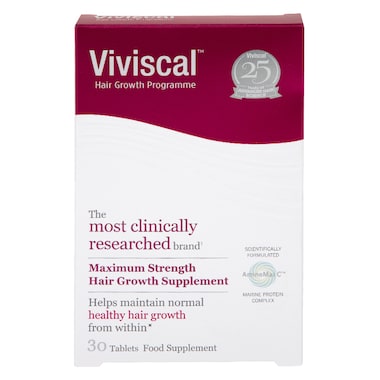 Viviscal™
Hair Growth Programme
Viviscal
25
The
most clinically
researched brand†
Maximum Strength
Hair Growth Supplement
Helps maintain normal
healthy hair growth
from within*
30 Tablets Food Supplement
SCIENTIFICALLY
FORMULATED
AminoMar C™
MARINE PROTEIN
COMPLEX